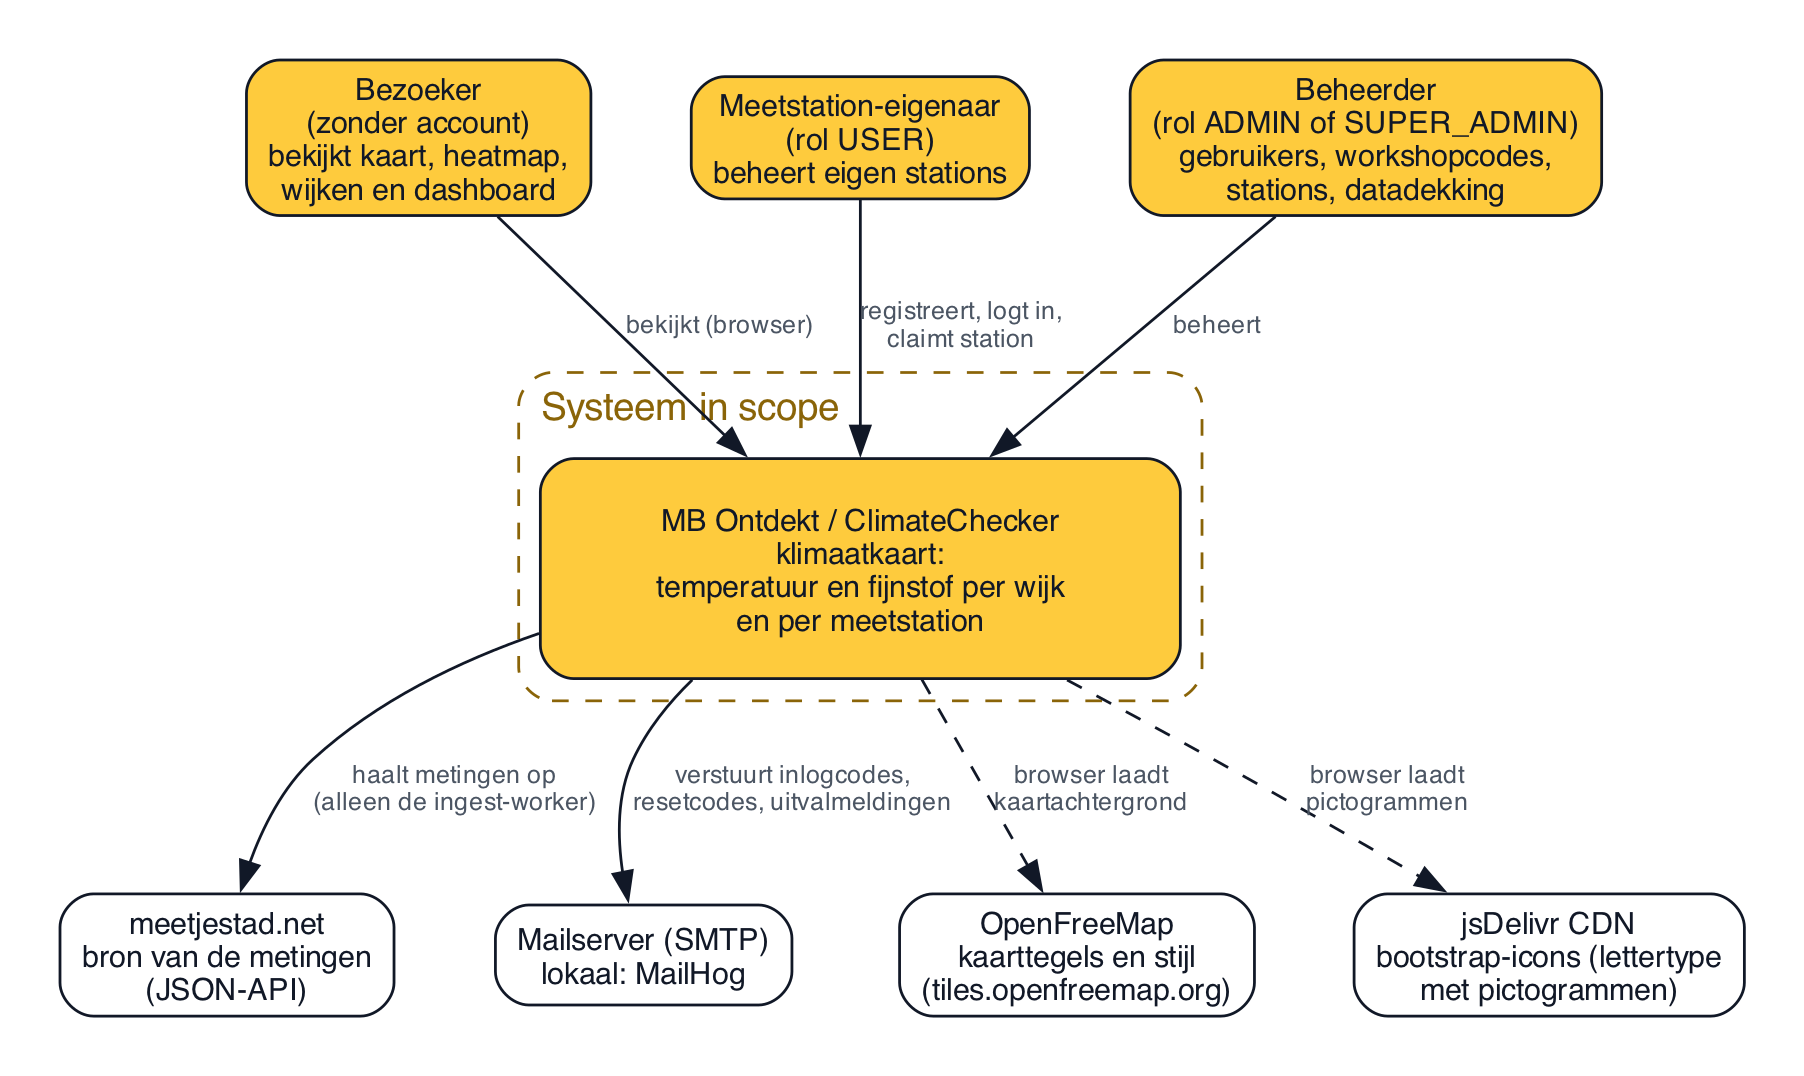 Bezoeker
(zonder account)
bekijkt kaart, heatmap,
wijken en dashboard
Meetstation-eigenaar
(rol USER)
beheert eigen stations
Beheerder
(rol ADMIN of SUPER_ADMIN)
gebruikers, workshopcodes,
stations, datadekking
bekijkt (browser)
registreert, logt in,
claimt station
beheert
Systeem in scope
MB Ontdekt / ClimateChecker
klimaatkaart:
temperatuur en fijnstof per wijk
en per meetstation
haalt metingen op
(alleen de ingest-worker)
verstuurt inlogcodes,
resetcodes, uitvalmeldingen
browser laadt
kaartachtergrond
browser laadt
pictogrammen
meetjestad.net
bron van de metingen
(JSON-API)
Mailserver (SMTP)
lokaal: MailHog
OpenFreeMap
kaarttegels en stijl
(tiles.openfreemap.org)
jsDelivr CDN
bootstrap-icons (lettertype
met pictogrammen)